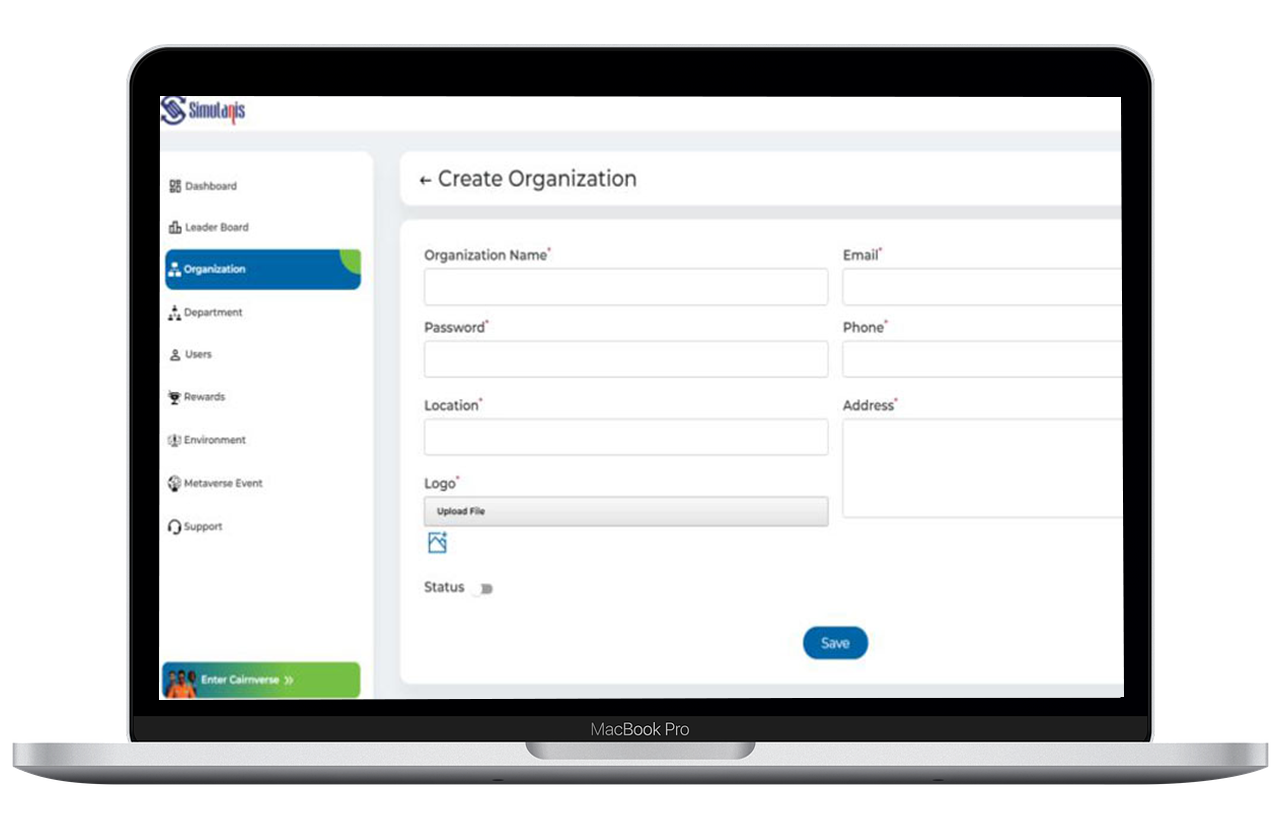 Simulanis
Dashboard
Leader Board
Organization
Department
Users
Rewards
Environment
Metaverse Event
Support
Enter Cairnverse »
← Create Organization
Organization Name*
Email*
Password*
Phone*
Location*
Address*
Logo*
Upload File
Status
Save
MacBook Pro